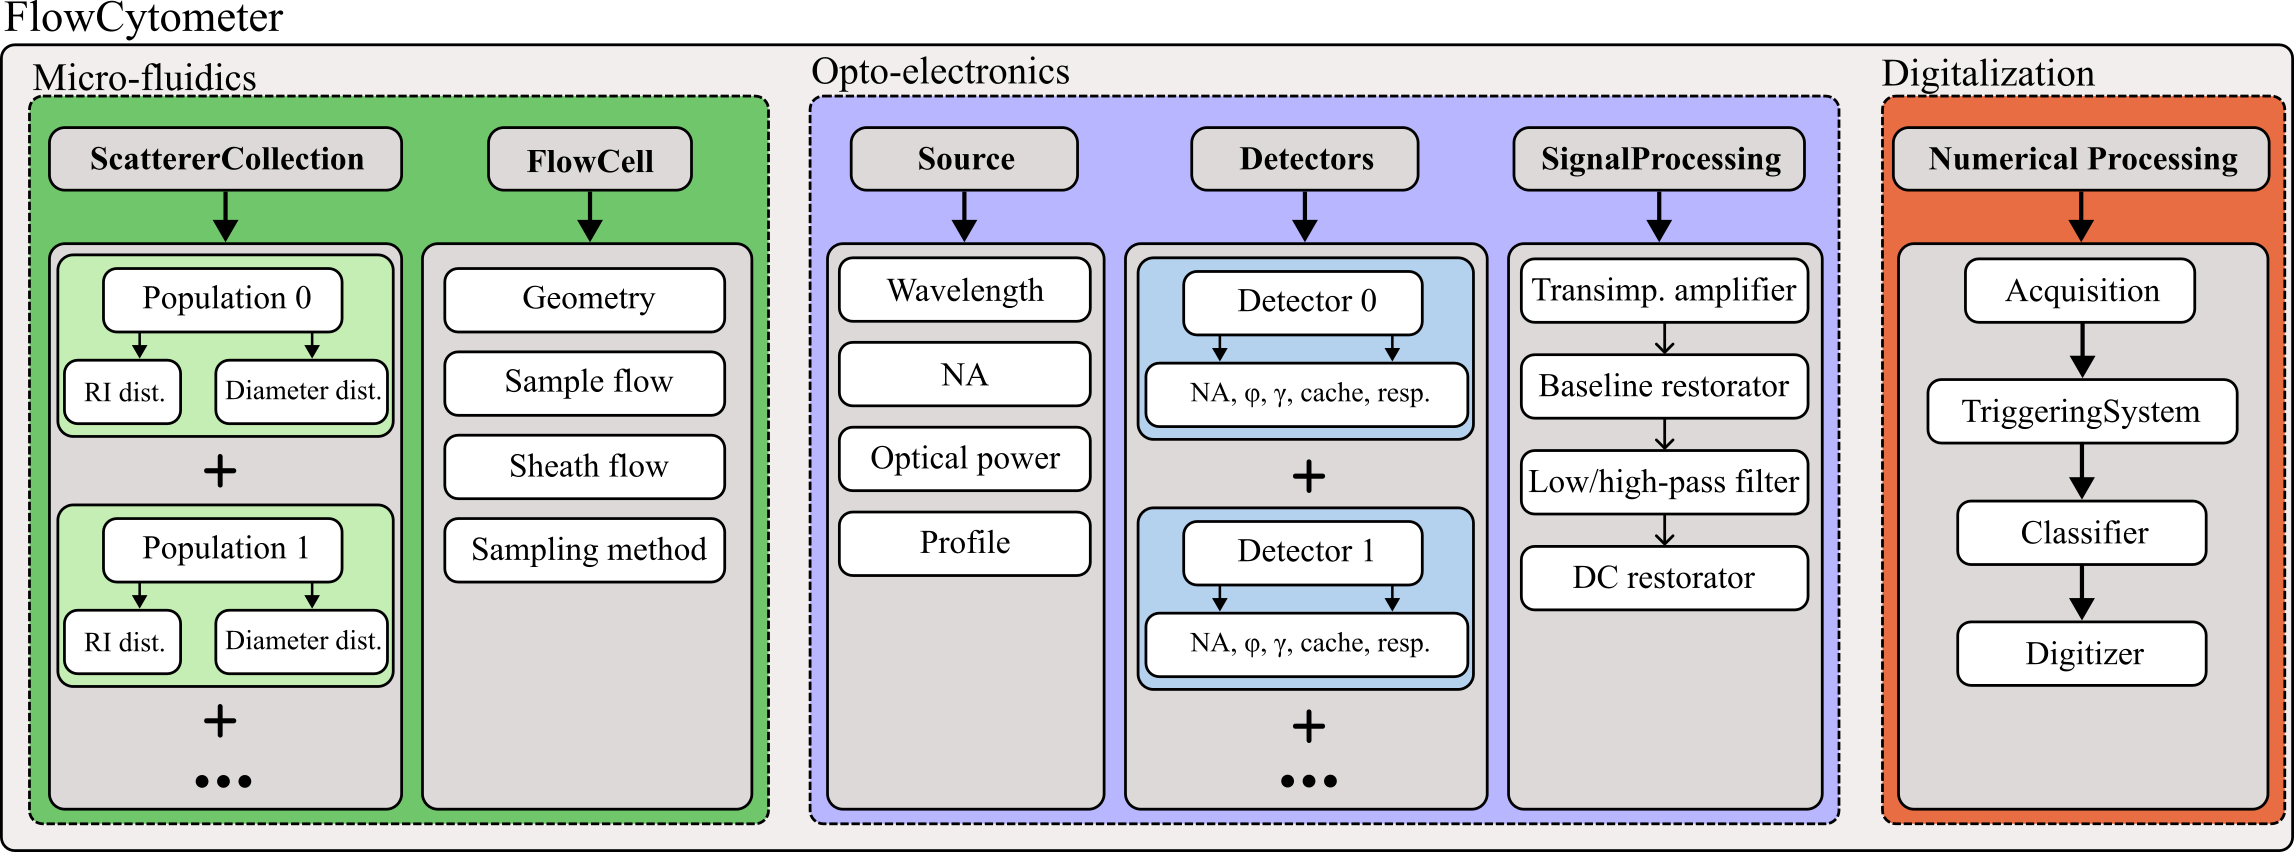 FlowCytometer
Micro-fluidics
ScattererCollection
Population 0
RI dist.
Diameter dist.
+
Population 1
RI dist.
Diameter dist.
+
•••
FlowCell
Geometry
Sample flow
Sheath flow
Sampling method
Opto-electronics
Source
Wavelength
NA
Optical power
Profile
Detectors
Detector 0
NA, φ, γ, cache, resp.
+
Detector 1
NA, φ, γ, cache, resp.
+
•••
SignalProcessing
Transimp. amplifier
Baseline restorator
Low/high-pass filter
DC restorator
Digitalization
Numerical Processing
Acquisition
TriggeringSystem
Classifier
Digitizer